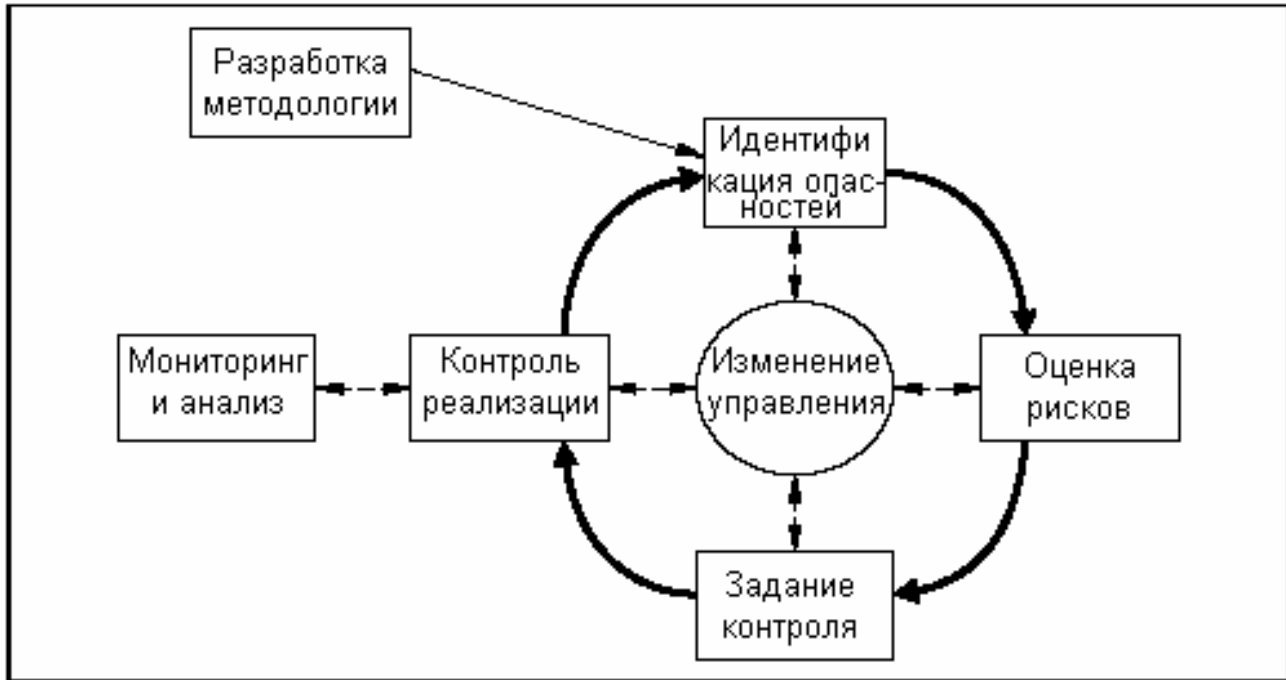 Разработка
методологии
Идентифи
кация опас-
ностей
Мониторинг
и анализ
Контроль
реализации
Изменение
управления
Оценка
рисков
Задание
контроля